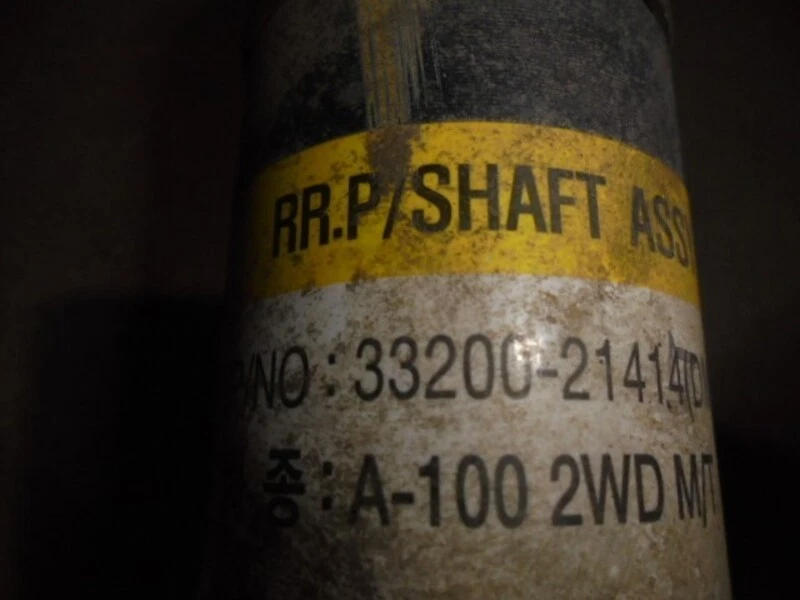 RR.P/SHAFT ASS
P/NO : 33200-21414(D
종 : A-100 2WD M/T